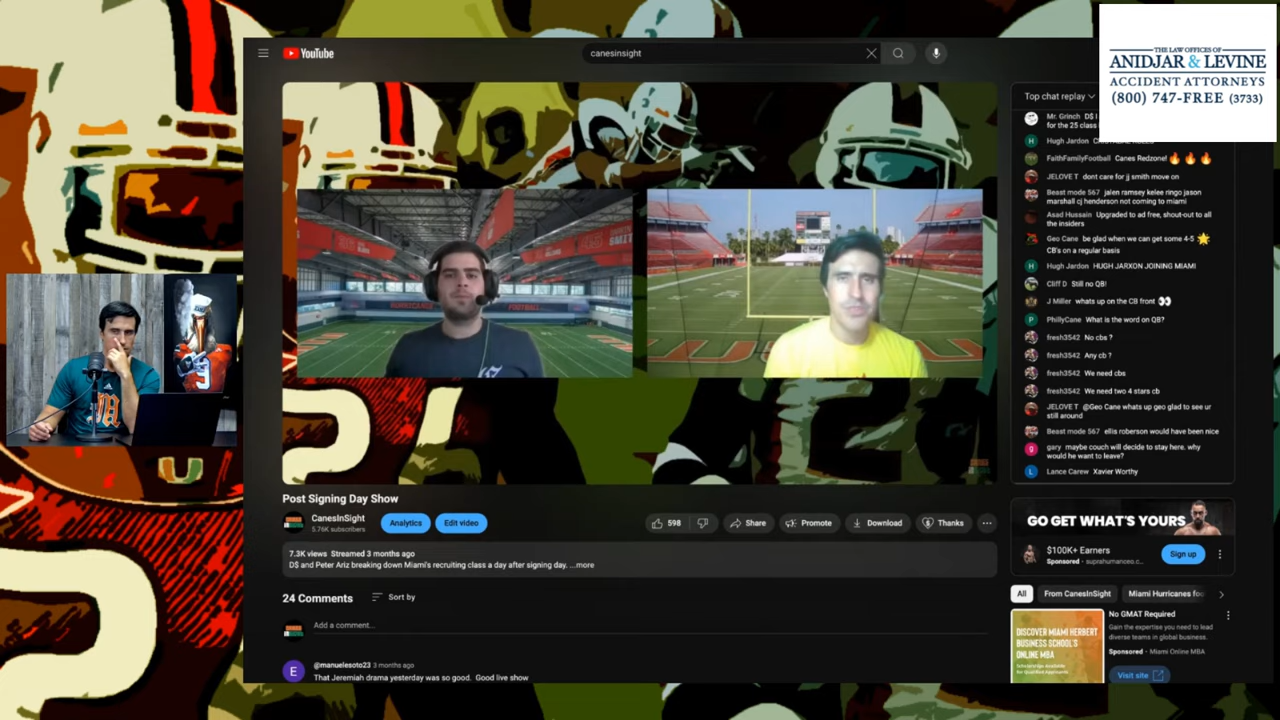 YouTube
canesinsight
THE LAW OFFICES OF
ANIDJAR & LEVINE
ACCIDENT ATTORNEYS
(800) 747-FREE (3733)
Top chat replay
Mr. Grinch D$ I
for the 25 class
Hugh Jardon
FaithFamilyFootball Canes Redzone!🔥🔥🔥
JELOVE T dont care for jj smith move on
Beast mode 567 jalen ramsey kelee ringo jason
marshall cj henderson not coming to miami
Asad Hussain Upgraded to ad free, shout-out to all
the insiders
Geo Cane be glad when we can get some 4-5 🌟
CB's on a regular basis
Hugh Jardon HUGH JARXON JOINING MIAMI
Cliff D Still no QB!
J Miller whats up on the CB front 👀
PhillyCane What is the word on QB?
fresh3542 No cbs ?
fresh3542 Any cb ?
fresh3542 We need cbs
fresh3542 We need two 4 stars cb
JELOVE T @Geo Cane whats up geo glad to see ur
still around
Beast mode 567 ellis roberson would have been nice
gary maybe couch will decide to stay here. why
would he want to leave?
Lance Carew Xavier Worthy
FOOTBALL
Post Signing Day Show
CanesInSight
5.76K subscribers
Analytics
Edit video
598
Share
Promote
Download
Thanks
7.3K views Streamed 3 months ago
D$ and Peter Ariz breaking down Miami's recruiting class a day after signing day. ...more
24 Comments
Sort by
Add a comment...
E
@manuelesoto23 3 months ago
That Jeremiah drama yesterday was so good. Good live show
GO GET WHAT'S YOURS
$100K+ Earners
Sponsored · suprahumanceo.c...
Sign up
All
From CanesInSight
Miami Hurricanes foo
DISCOVER MIAMI HERBERT
BUSINESS SCHOOL'S
ONLINE MBA
No GMAT Required
Gain the expertise you need to lead
diverse teams in global business.
Sponsored · Miami Online MBA
Visit site